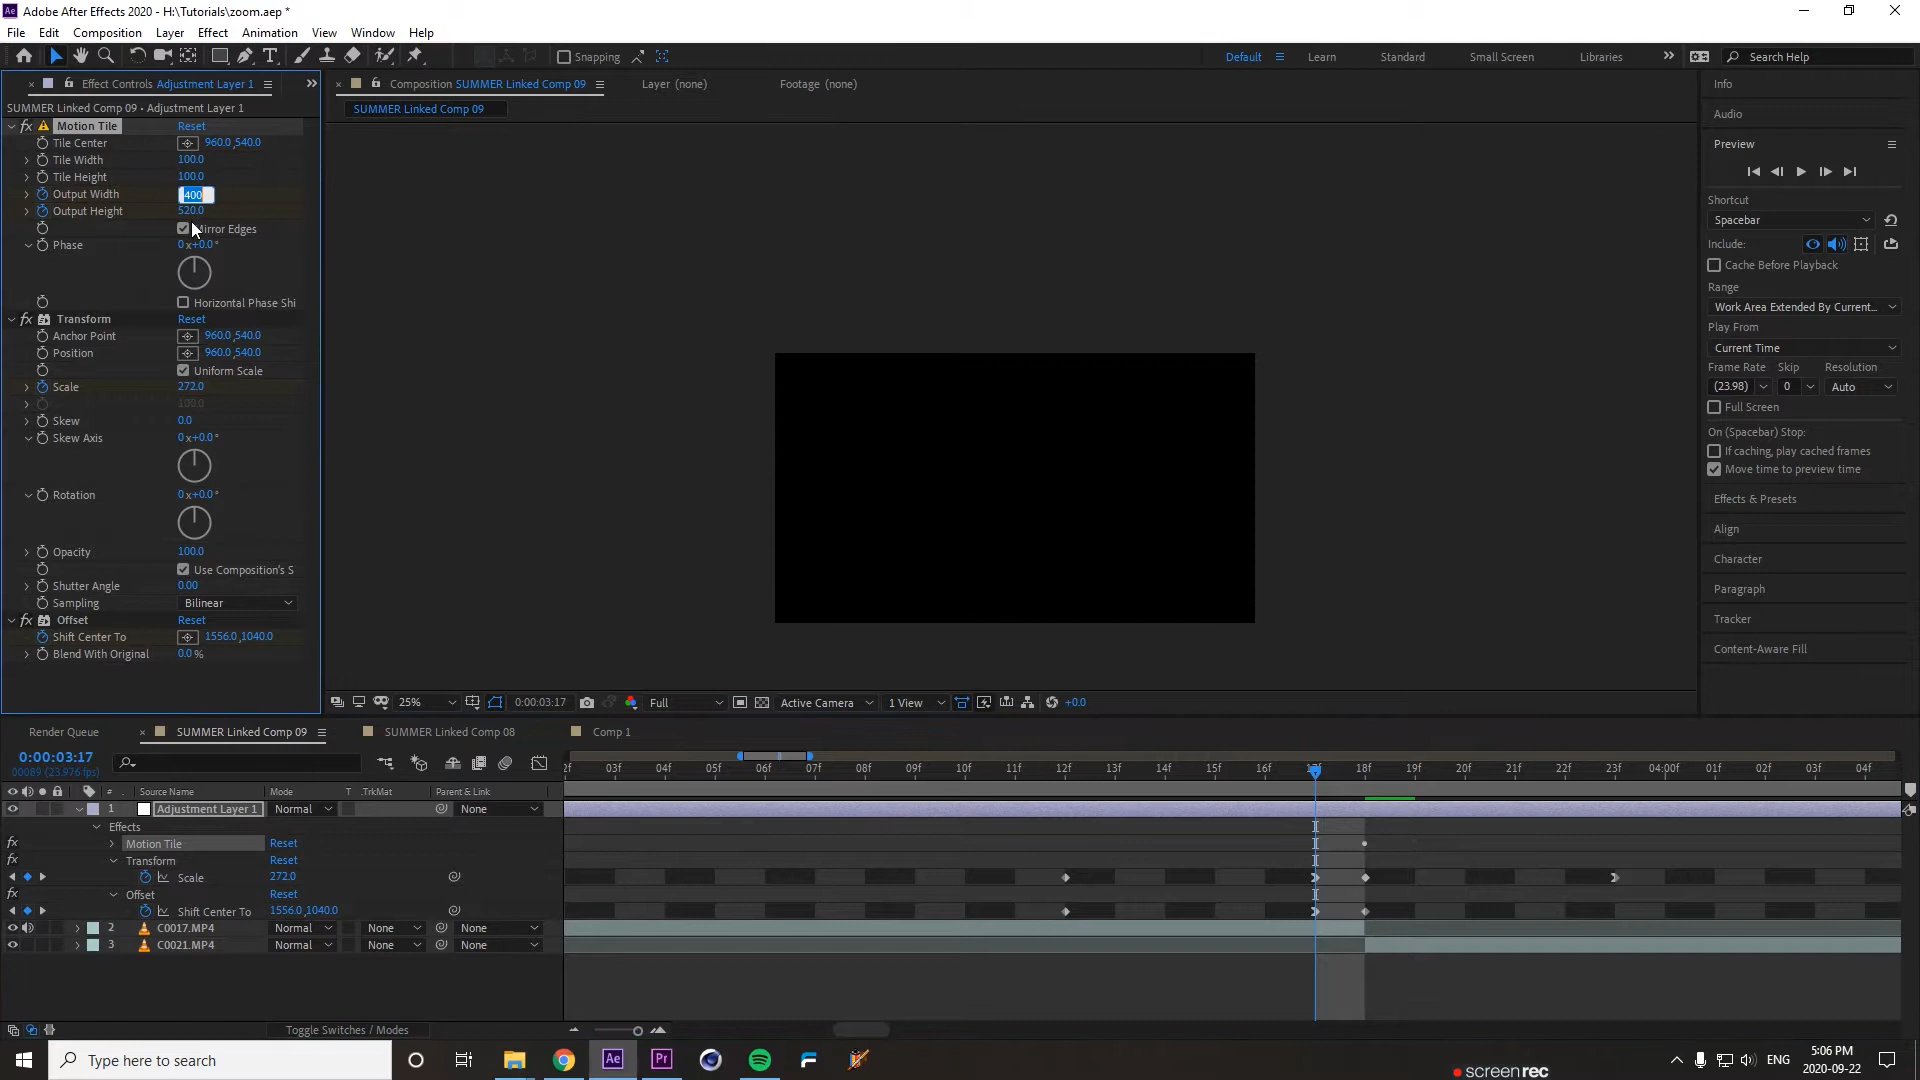 Adobe After Effects 2020 - H:\Tutorials\zoom.aep *
File Edit Composition Layer Effect Animation View Window Help
Snapping
Default Learn Standard Small Screen Libraries Search Help
Effect Controls Adjustment Layer 1
SUMMER Linked Comp 09 • Adjustment Layer 1
fx Motion Tile Reset
Tile Center 960.0,540.0
Tile Width 100.0
Tile Height 100.0
Output Width 400
Output Height 520.0
Mirror Edges
Phase 0x+0.0°
Horizontal Phase Shi
fx Transform Reset
Anchor Point 960.0,540.0
Position 960.0,540.0
Uniform Scale
Scale 272.0
100.0
Skew 0.0
Skew Axis 0x+0.0°
Rotation 0x+0.0°
Opacity 100.0
Use Composition's S
Shutter Angle 0.00
Sampling Bilinear
fx Offset Reset
Shift Center To 1556.0,1040.0
Blend With Original 0.0 %
Composition SUMMER Linked Comp 09 Layer (none) Footage (none)
SUMMER Linked Comp 09
25% 0:00:03:17 Full Active Camera 1 View +0.0
Info
Audio
Preview
Shortcut
Spacebar
Include:
Cache Before Playback
Range
Work Area Extended By Current...
Play From
Current Time
Frame Rate Skip Resolution
(23.98) 0 Auto
Full Screen
On (Spacebar) Stop:
If caching, play cached frames
Move time to preview time
Effects & Presets
Align
Character
Paragraph
Tracker
Content-Aware Fill
Render Queue SUMMER Linked Comp 09 SUMMER Linked Comp 08 Comp 1
0:00:03:17
00089 (23.976 fps)
2f 03f 04f 05f 06f 07f 08f 09f 10f 11f 12f 13f 14f 15f 16f 17f 18f 19f 20f 21f 22f 23f 04:00f 01f 02f 03f 04f
# Source Name Mode T .TrkMat Parent & Link
1 Adjustment Layer 1 Normal None
Effects
fx Motion Tile Reset
fx Transform Reset
Scale 272.0
fx Offset Reset
Shift Center To 1556.0,1040.0
2 C0017.MP4 Normal None None
3 C0021.MP4 Normal None None
Toggle Switches / Modes
Type here to search
Ae Pr
ENG
5:06 PM
2020-09-22
screenrec